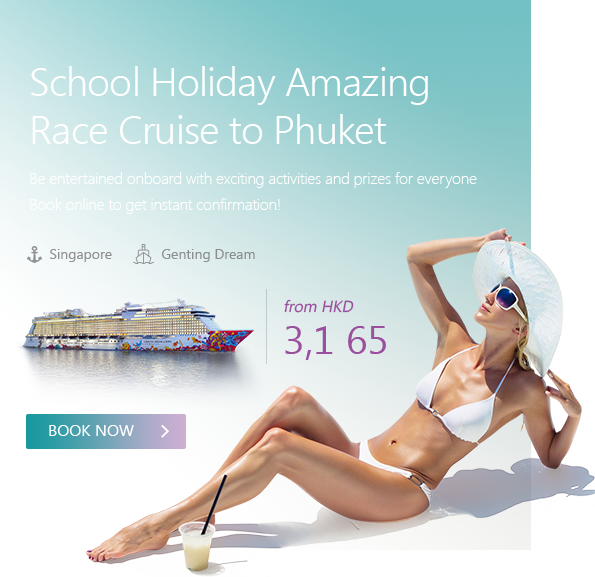 School Holiday Amazing
Race Cruise to Phuket
Be entertained onboard with exciting activities and prizes for everyone
Book online to get instant confirmation!
Singapore
Genting Dream
from HKD
3,1 65
BOOK NOW